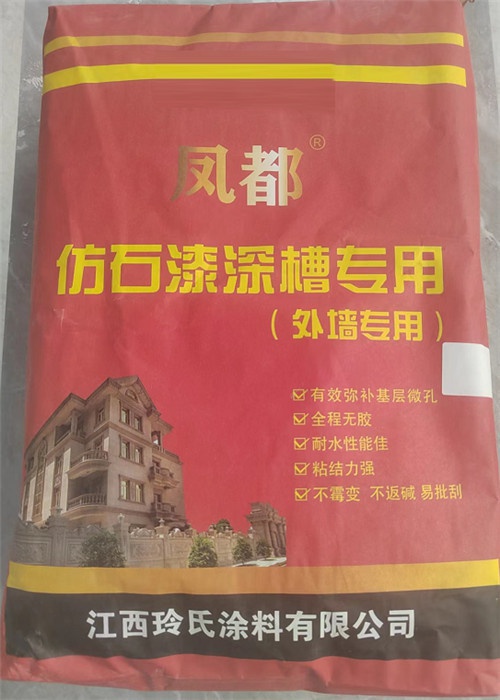 凤都®
仿石漆深槽专用
（外墙专用）
有效弥补基层微孔
全程无胶
耐水性能佳
粘结力强
不霉变 不返碱 易批刮
江西玲氏涂料有限公司